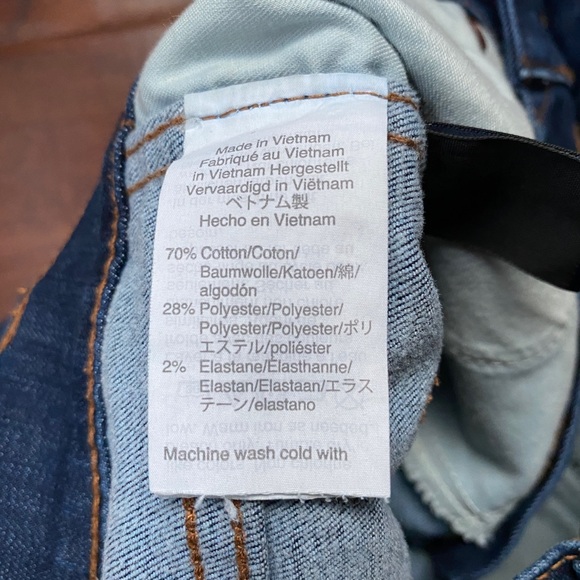 Made in Vietnam
Fabriqué au Vietnam
in Vietnam Hergestellt
Vervaardigd in Viëtnam
ベトナム製
Hecho en Vietnam
70% Cotton/Coton/
Baumwolle/Katoen/綿/
algodón
28% Polyester/Polyester/
Polyester/Polyester/ポリ
エステル/poliéster
2% Elastane/Élasthanne/
Elastan/Elastaan/エラス
テーン/elastano
Machine wash cold with